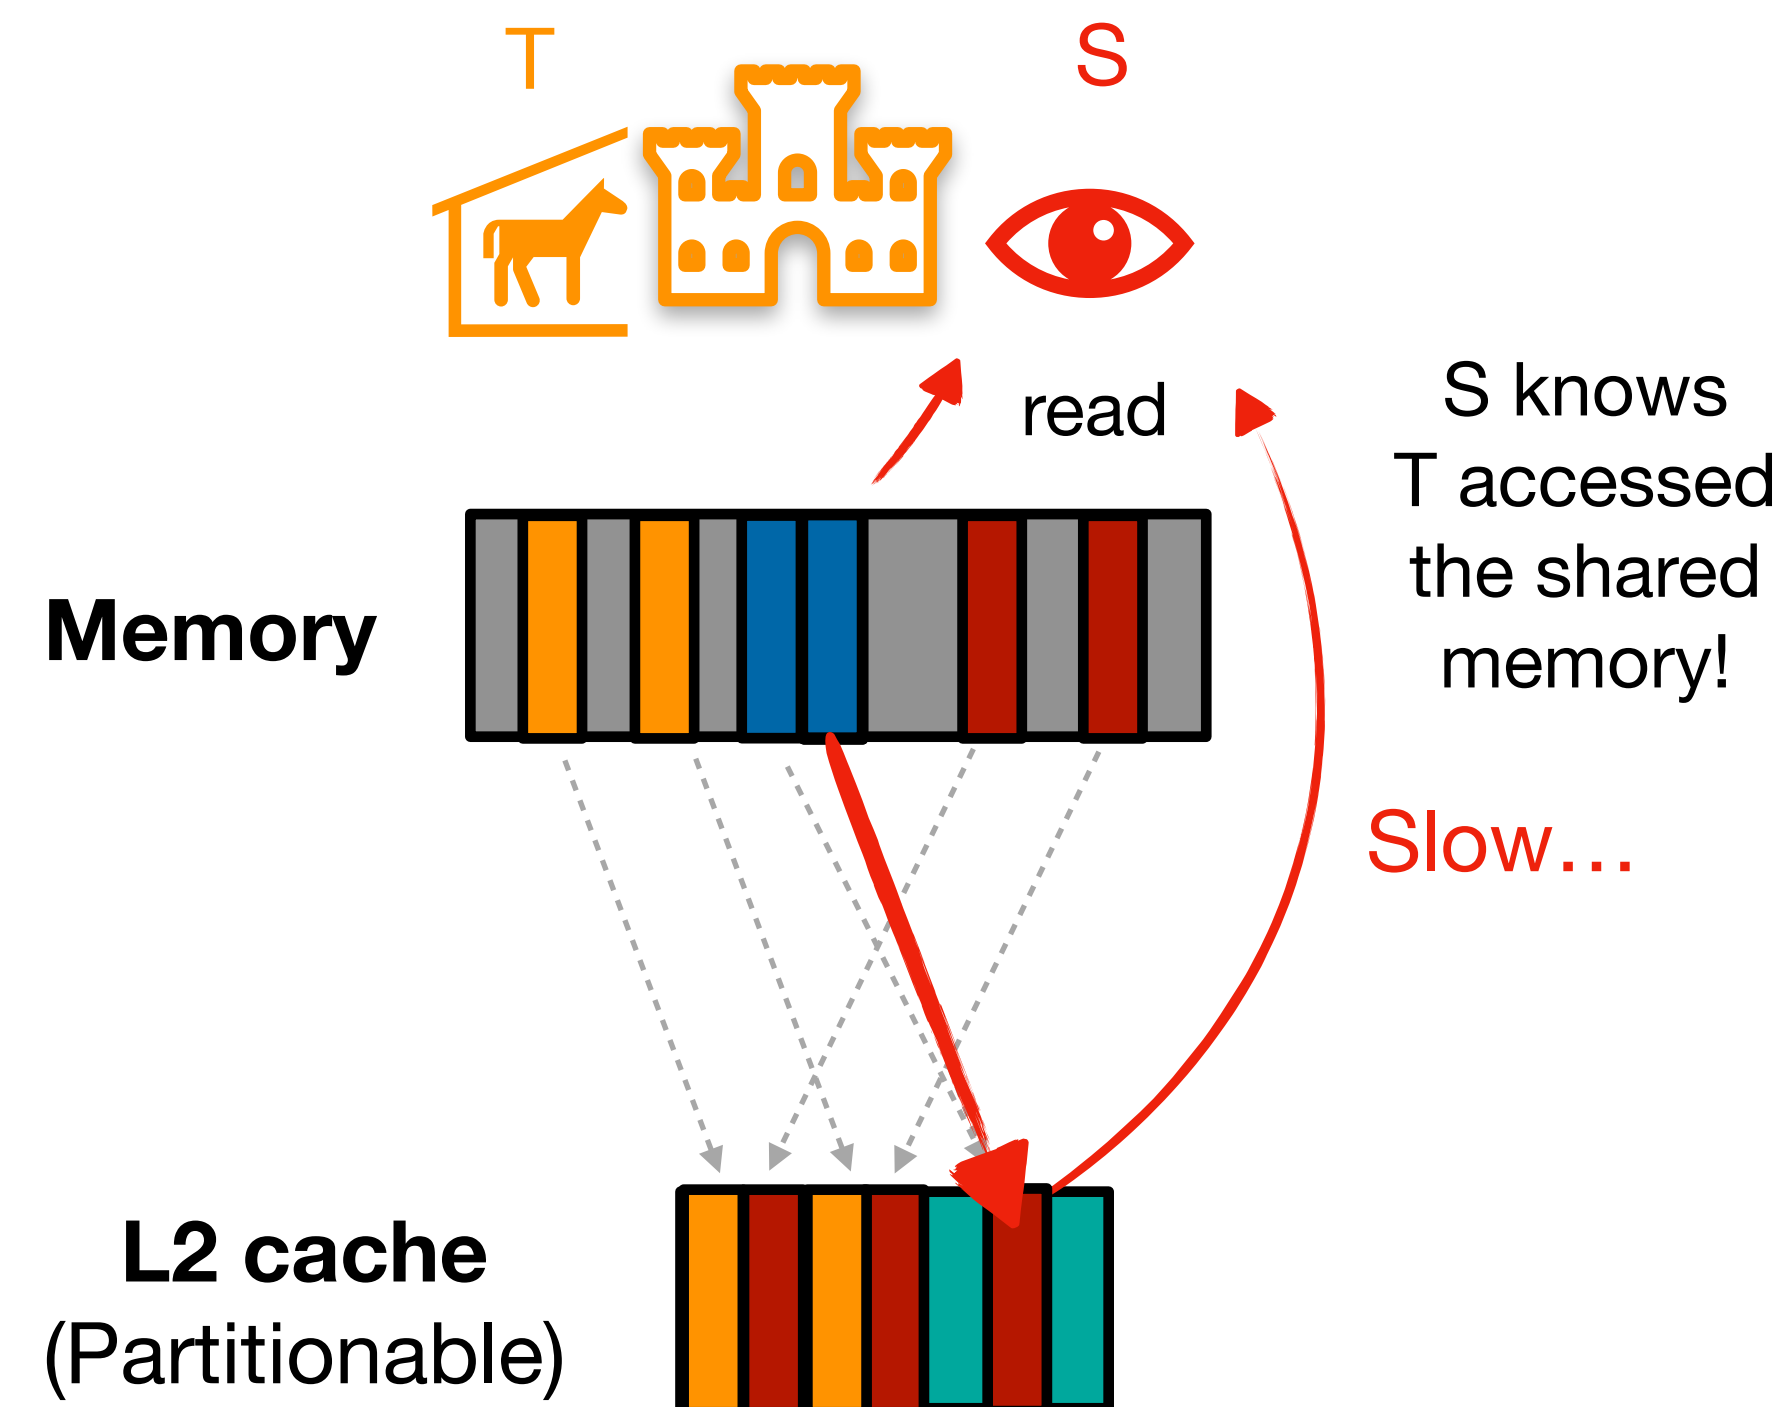 T
S
read
S knows
T accessed
the shared
memory!
Memory
Slow…
L2 cache
(Partitionable)